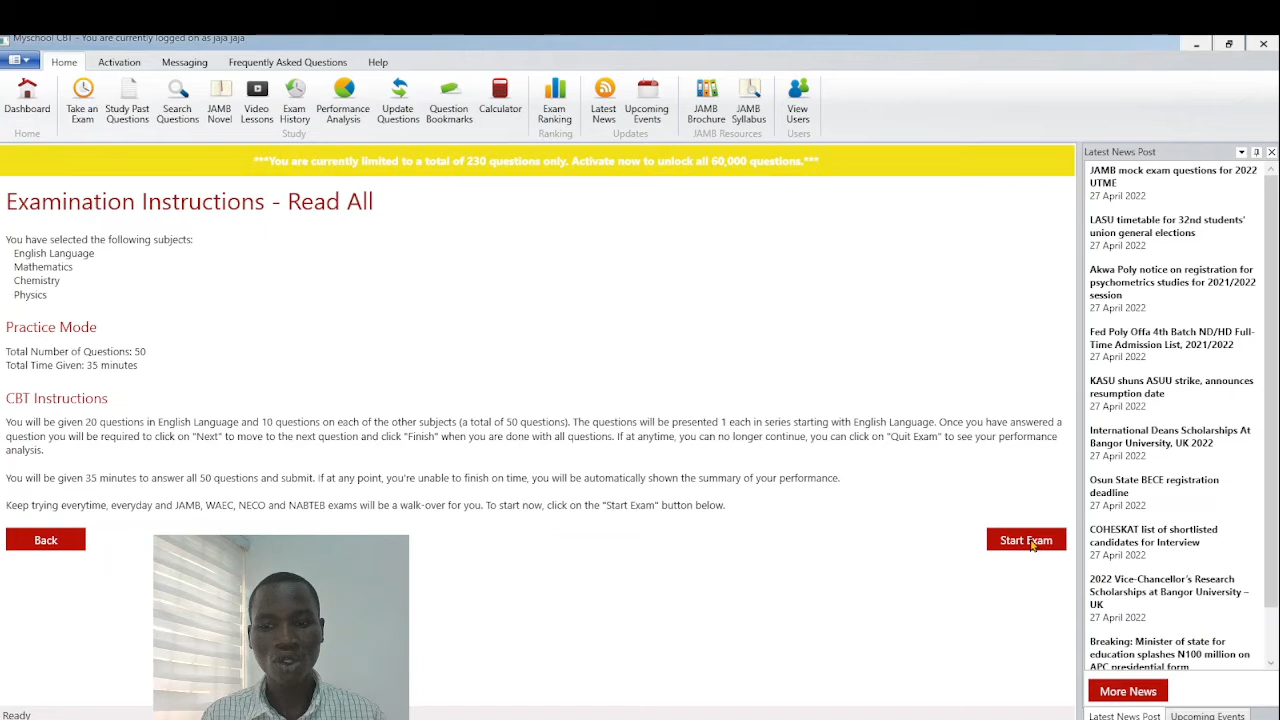 Myschool CBT - You are currently logged on as jaja jaja
Home
Activation
Messaging
Frequently Asked Questions
Help
Dashboard
Take an
Exam
Study Past
Questions
Search
Questions
JAMB
Novel
Video
Lessons
Exam
History
Performance
Analysis
Update
Questions
Question
Bookmarks
Calculator
Exam
Ranking
Latest
News
Upcoming
Events
JAMB
Brochure
JAMB
Syllabus
View
Users
Home
Study
Ranking
Updates
JAMB Resources
Users
***You are currently limited to a total of 230 questions only. Activate now to unlock all 60,000 questions.***
Examination Instructions - Read All
You have selected the following subjects:
English Language
Mathematics
Chemistry
Physics
Practice Mode
Total Number of Questions: 50
Total Time Given: 35 minutes
CBT Instructions
You will be given 20 questions in English Language and 10 questions on each of the other subjects (a total of 50 questions). The questions will be presented 1 each in series starting with English Language. Once you have answered a
question you will be required to click on "Next" to move to the next question and click "Finish" when you are done with all questions. If at anytime, you can no longer continue, you can click on "Quit Exam" to see your performance
analysis.
You will be given 35 minutes to answer all 50 questions and submit. If at any point, you're unable to finish on time, you will be automatically shown the summary of your performance.
Keep trying everytime, everyday and JAMB, WAEC, NECO and NABTEB exams will be a walk-over for you. To start now, click on the "Start Exam" button below.
Back
Start Exam
Ready
Latest News Post
JAMB mock exam questions for 2022
UTME
27 April 2022
LASU timetable for 32nd students'
union general elections
27 April 2022
Akwa Poly notice on registration for
psychometrics studies for 2021/2022
session
27 April 2022
Fed Poly Offa 4th Batch ND/HD Full-
Time Admission List, 2021/2022
27 April 2022
KASU shuns ASUU strike, announces
resumption date
27 April 2022
International Deans Scholarships At
Bangor University, UK 2022
27 April 2022
Osun State BECE registration
deadline
27 April 2022
COHESKAT list of shortlisted
candidates for Interview
27 April 2022
2022 Vice-Chancellor's Research
Scholarships at Bangor University –
UK
27 April 2022
Breaking: Minister of state for
education splashes N100 million on
APC presidential form
More News
Latest News Post
Upcoming Events